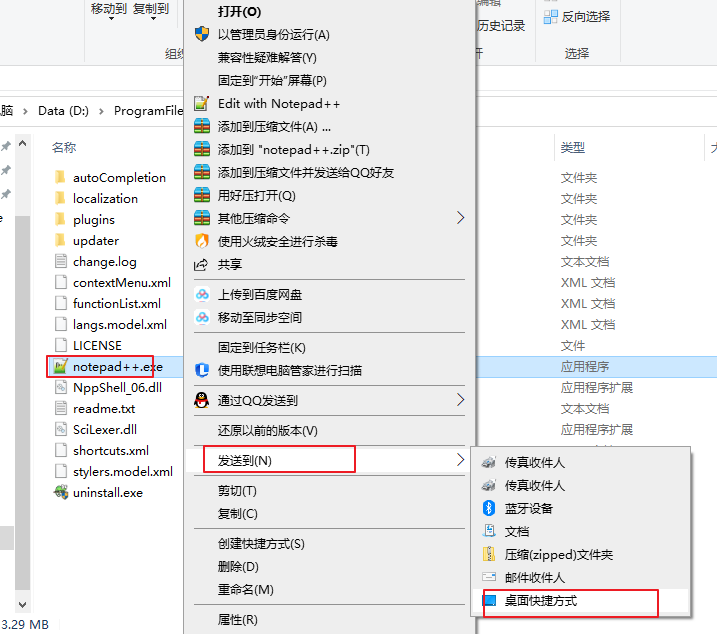 移动到
复制到
组织
编辑
历史记录
反向选择
选择
Data (D:)
ProgramFile
名称
类型
autoCompletion
文件夹
localization
文件夹
plugins
文件夹
updater
文件夹
change.log
文本文档
contextMenu.xml
XML 文档
functionList.xml
XML 文档
langs.model.xml
XML 文档
LICENSE
文件
notepad++.exe
应用程序
NppShell_06.dll
应用程序扩展
readme.txt
文本文档
SciLexer.dll
应用程序扩展
shortcuts.xml
stylers.model.xml
uninstall.exe
3.29 MB
打开(O)
以管理员身份运行(A)
兼容性疑难解答(Y)
固定到"开始"屏幕(P)
Edit with Notepad++
添加到压缩文件(A) ...
添加到 "notepad++.zip"(T)
添加到压缩文件并发送给QQ好友
用好压打开(Q)
其他压缩命令
使用火绒安全进行杀毒
共享
上传到百度网盘
移动至同步空间
固定到任务栏(K)
使用联想电脑管家进行扫描
通过QQ发送到
还原以前的版本(V)
发送到(N)
剪切(T)
复制(C)
创建快捷方式(S)
删除(D)
重命名(M)
属性(R)
传真收件人
传真收件人
蓝牙设备
文档
压缩(zipped)文件夹
邮件收件人
桌面快捷方式